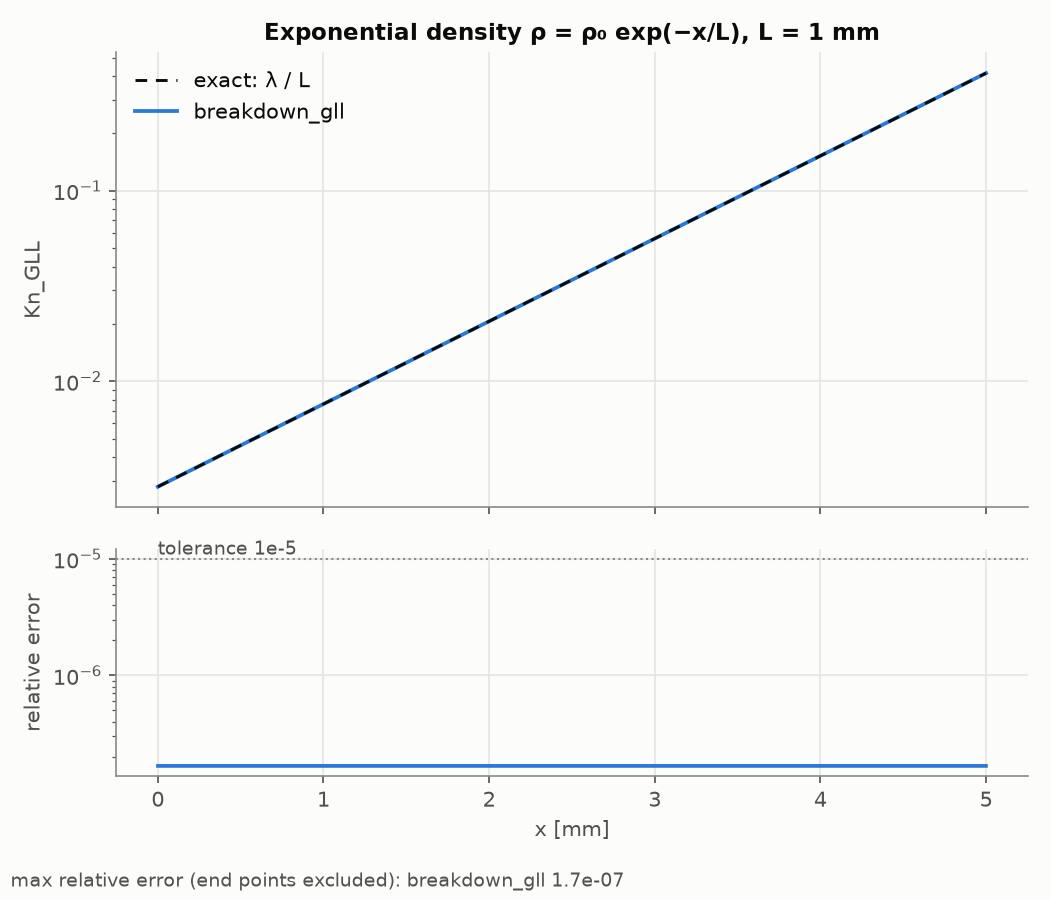 Exponential density ρ = ρ₀ exp(−x/L), L = 1 mm
exact: λ / L
breakdown_gll
Kn_GLL
10⁻¹
10⁻²
tolerance 1e-5
relative error
10⁻⁵
10⁻⁶
0 1 2 3 4 5
x [mm]
max relative error (end points excluded): breakdown_gll 1.7e-07